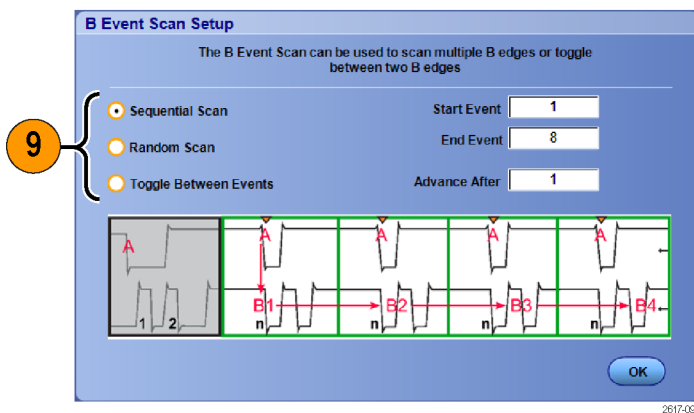 B Event Scan Setup
The B Event Scan can be used to scan multiple B edges or toggle
between two B edges
9
Sequential Scan
Start Event 1
End Event 8
Random Scan
Toggle Between Events
Advance After 1
A A A A A
B1 B2 B3 B4
1 2 n n n n
OK
2617-09